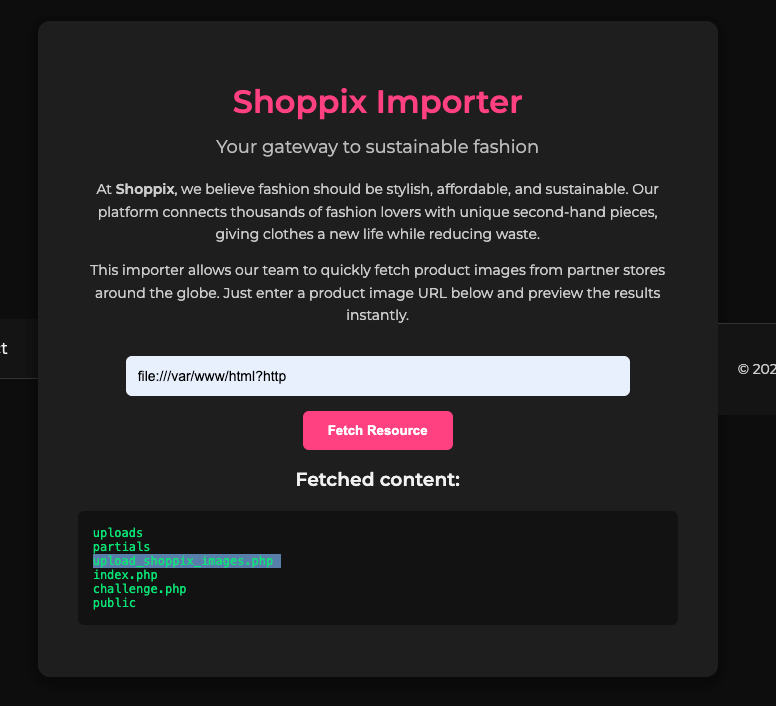 Shoppix Importer
Your gateway to sustainable fashion
At Shoppix, we believe fashion should be stylish, affordable, and sustainable. Our
platform connects thousands of fashion lovers with unique second-hand pieces,
giving clothes a new life while reducing waste.
This importer allows our team to quickly fetch product images from partner stores
around the globe. Just enter a product image URL below and preview the results
instantly.
file:///var/www/html?http
Fetch Resource
Fetched content:
uploads
partials
upload_shoppix_images.php
index.php
challenge.php
public
© 202